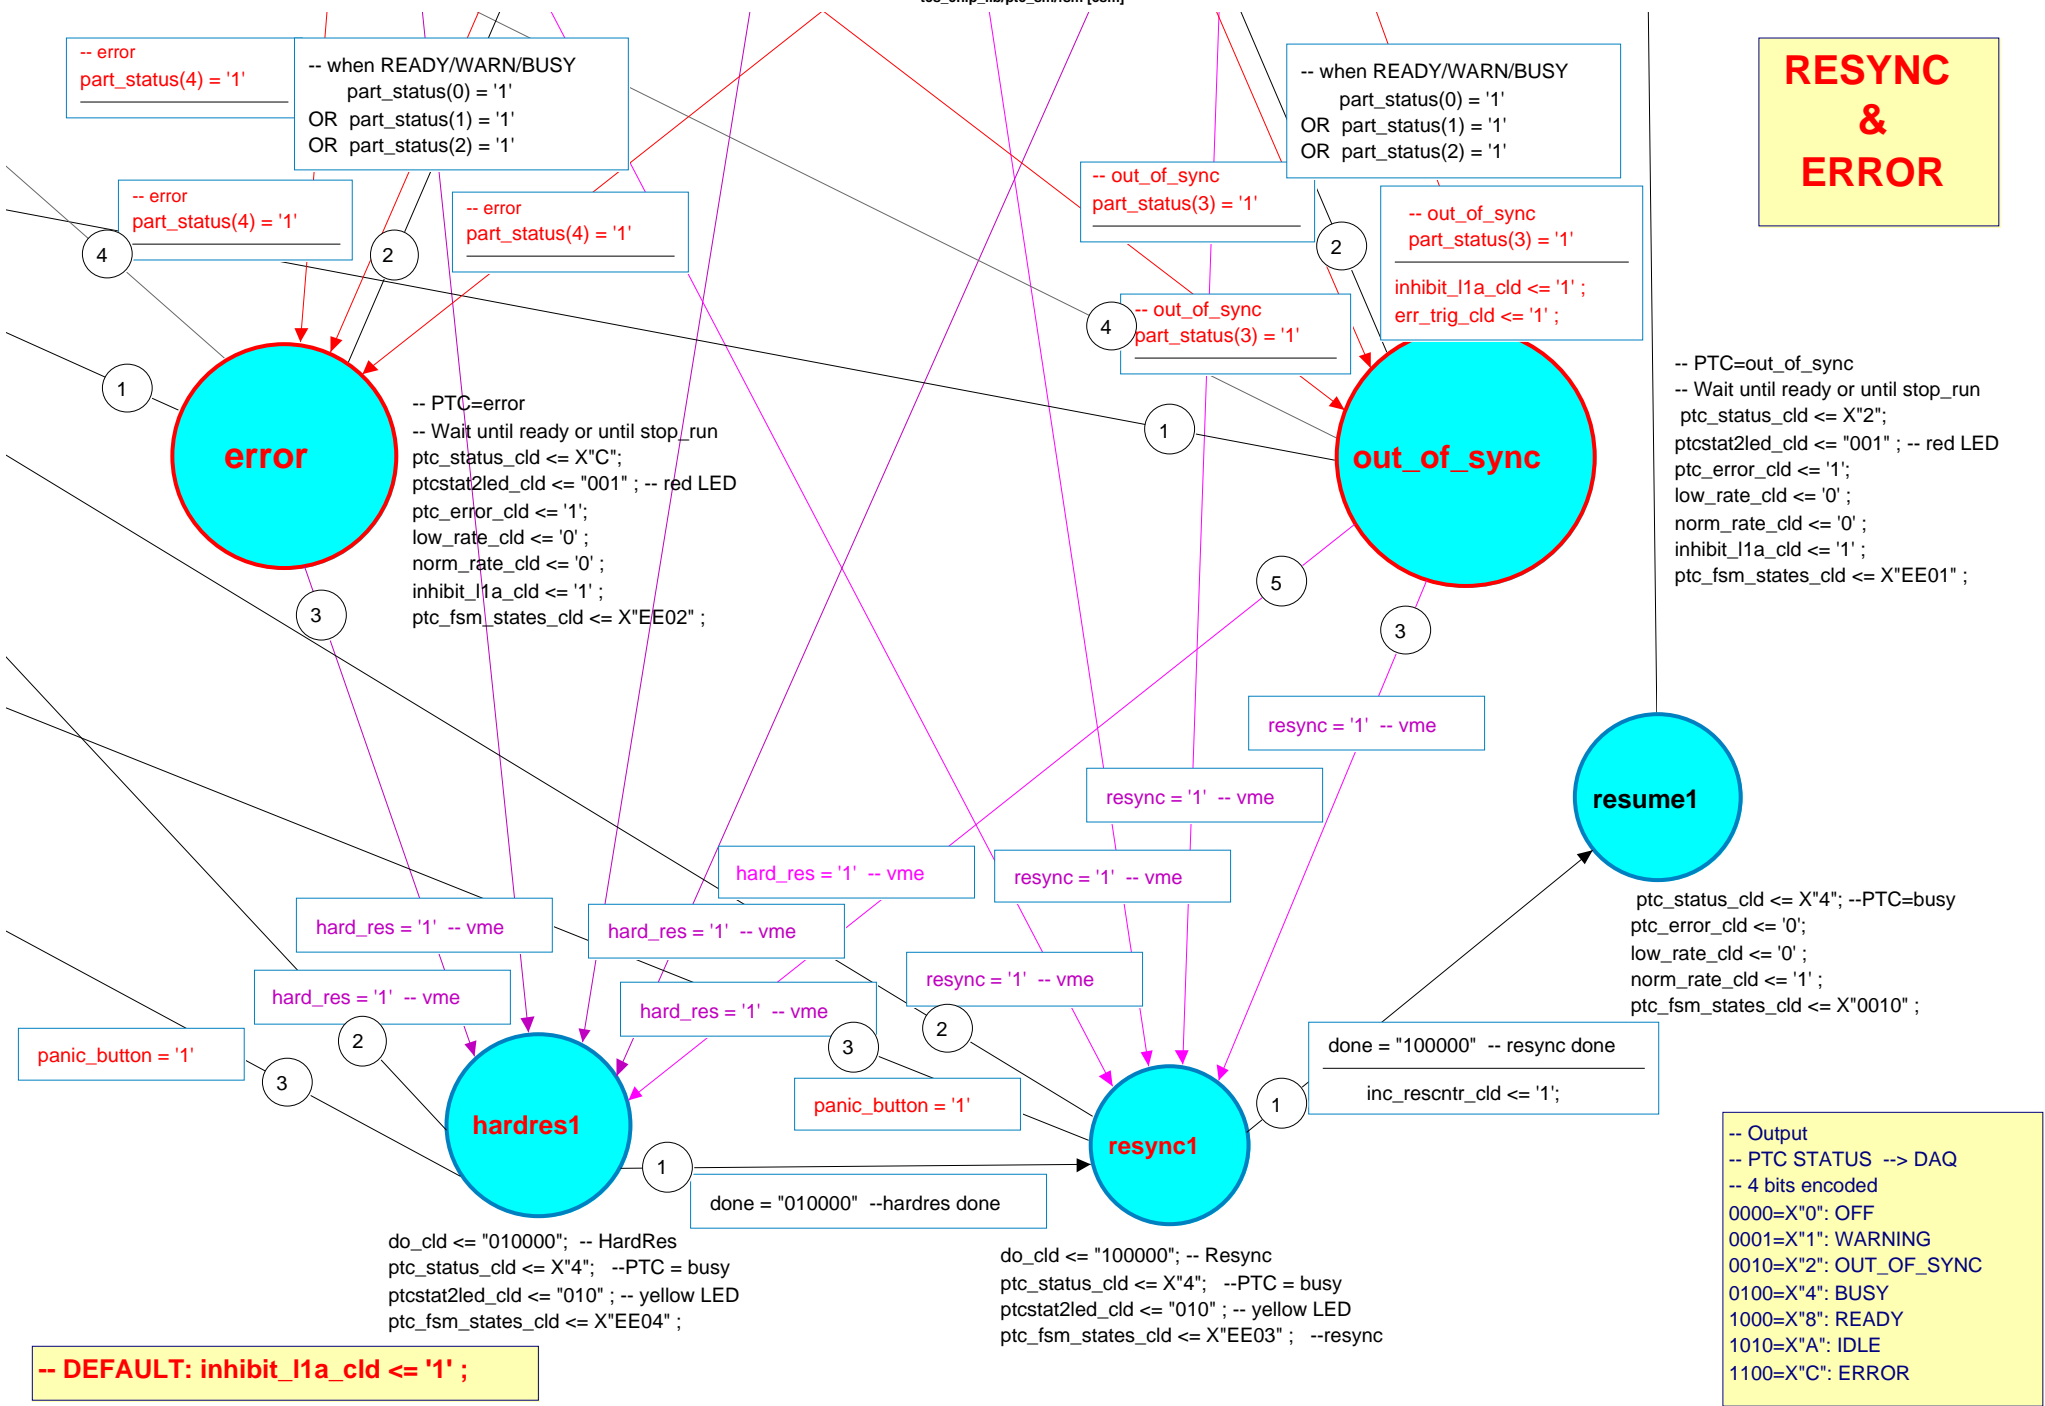 tcs_chip_lib/ptc_sm/fsm [csm]
-- error
part_status(4) = '1'
-- when READY/WARN/BUSY
part_status(0) = '1'
OR  part_status(1) = '1'
OR  part_status(2) = '1'
-- when READY/WARN/BUSY
part_status(0) = '1'
OR  part_status(1) = '1'
OR  part_status(2) = '1'
RESYNC
&
ERROR
-- error
part_status(4) = '1'
-- error
part_status(4) = '1'
-- out_of_sync
part_status(3) = '1'
-- out_of_sync
part_status(3) = '1'
inhibit_l1a_cld <= '1' ;
err_trig_cld <= '1' ;
4
2
2
4
-- out_of_sync
part_status(3) = '1'
1
1
error
-- PTC=error
-- Wait until ready or until stop_run
ptc_status_cld <= X"C";
ptcstat2led_cld <= "001" ; -- red LED
ptc_error_cld <= '1';
low_rate_cld <= '0' ;
norm_rate_cld <= '0' ;
inhibit_l1a_cld <= '1' ;
ptc_fsm_states_cld <= X"EE02" ;
out_of_sync
-- PTC=out_of_sync
-- Wait until ready or until stop_run
ptc_status_cld <= X"2";
ptcstat2led_cld <= "001" ; -- red LED
ptc_error_cld <= '1';
low_rate_cld <= '0' ;
norm_rate_cld <= '0' ;
inhibit_l1a_cld <= '1' ;
ptc_fsm_states_cld <= X"EE01" ;
3
5
3
resync = '1'  -- vme
resync = '1'  -- vme
resume1
hard_res = '1'  -- vme
resync = '1'  -- vme
hard_res = '1'  -- vme
hard_res = '1'  -- vme
resync = '1'  -- vme
hard_res = '1'  -- vme
hard_res = '1'  -- vme
ptc_status_cld <= X"4"; --PTC=busy
ptc_error_cld <= '0';
low_rate_cld <= '0' ;
norm_rate_cld <= '1' ;
ptc_fsm_states_cld <= X"0010" ;
panic_button = '1'
2
3
3
2
panic_button = '1'
done = "100000"  -- resync done
inc_rescntr_cld <= '1';
1
hardres1
resync1
1
done = "010000"  --hardres done
do_cld <= "010000";  -- HardRes
ptc_status_cld <= X"4";   --PTC = busy
ptcstat2led_cld <= "010" ; -- yellow LED
ptc_fsm_states_cld <= X"EE04" ;
do_cld <= "100000"; -- Resync
ptc_status_cld <= X"4";   --PTC = busy
ptcstat2led_cld <= "010" ; -- yellow LED
ptc_fsm_states_cld <= X"EE03" ;   --resync
-- Output
-- PTC STATUS  --> DAQ
-- 4 bits encoded
0000=X"0": OFF
0001=X"1": WARNING
0010=X"2": OUT_OF_SYNC
0100=X"4": BUSY
1000=X"8": READY
1010=X"A": IDLE
1100=X"C": ERROR
-- DEFAULT: inhibit_l1a_cld <= '1' ;